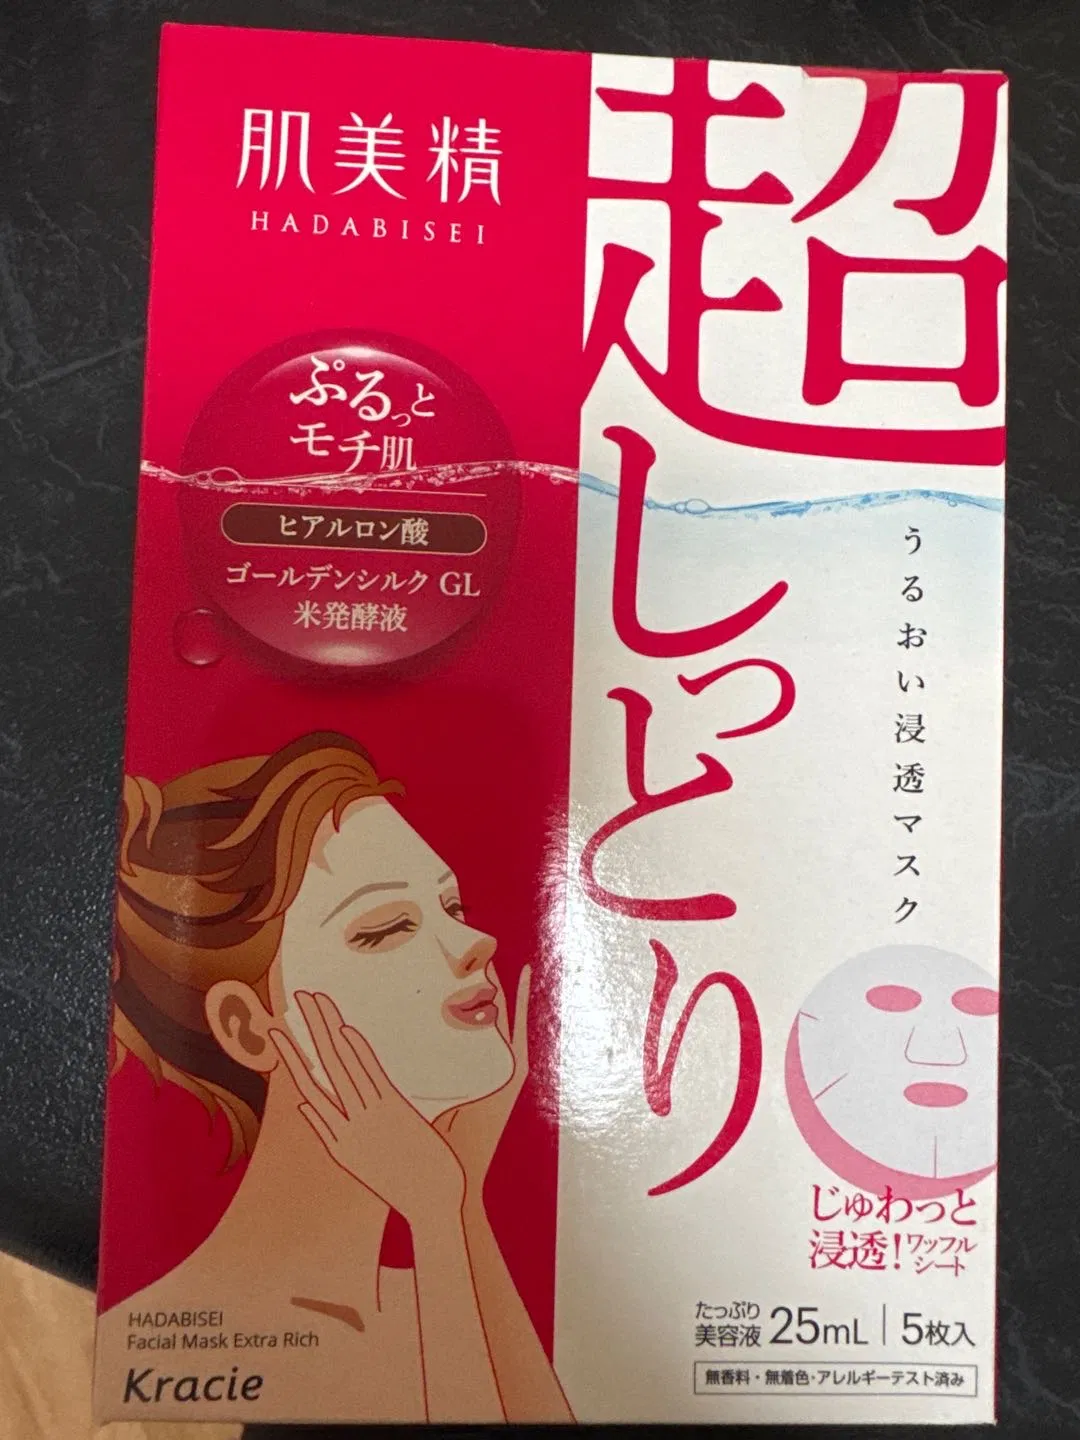 肌美精
HADABISEI
ぷるっと
モチ肌
ヒアルロン酸
ゴールデンシルク GL
米発酵液
超しっとり
うるおい浸透マスク
じゅわっと
浸透!ワッフルシート
HADABISEI
Facial Mask Extra Rich
Kracie
たっぷり美容液 25mL | 5枚入
無香料・無着色・アレルギーテスト済み